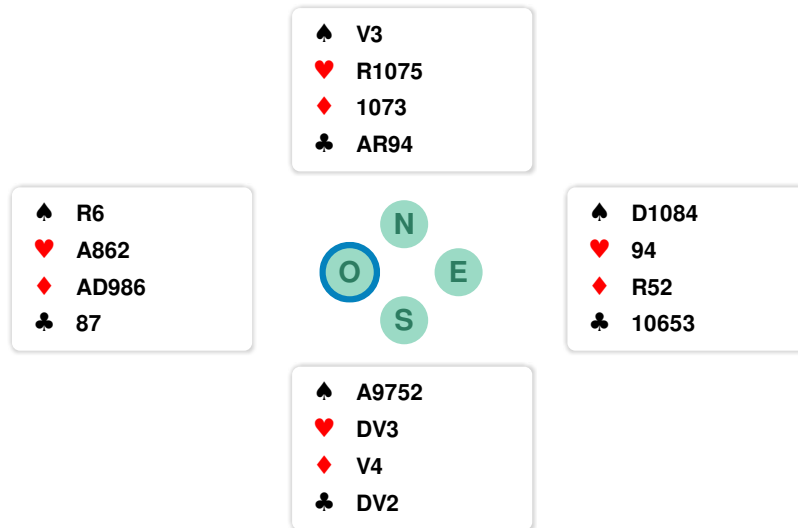 ♠ V3
♥ R1075
♦ 1073
♣ AR94
♠ R6
♥ A862
♦ AD986
♣ 87
N
O E
S
♠ D1084
♥ 94
♦ R52
♣ 10653
♠ A9752
♥ DV3
♦ V4
♣ DV2